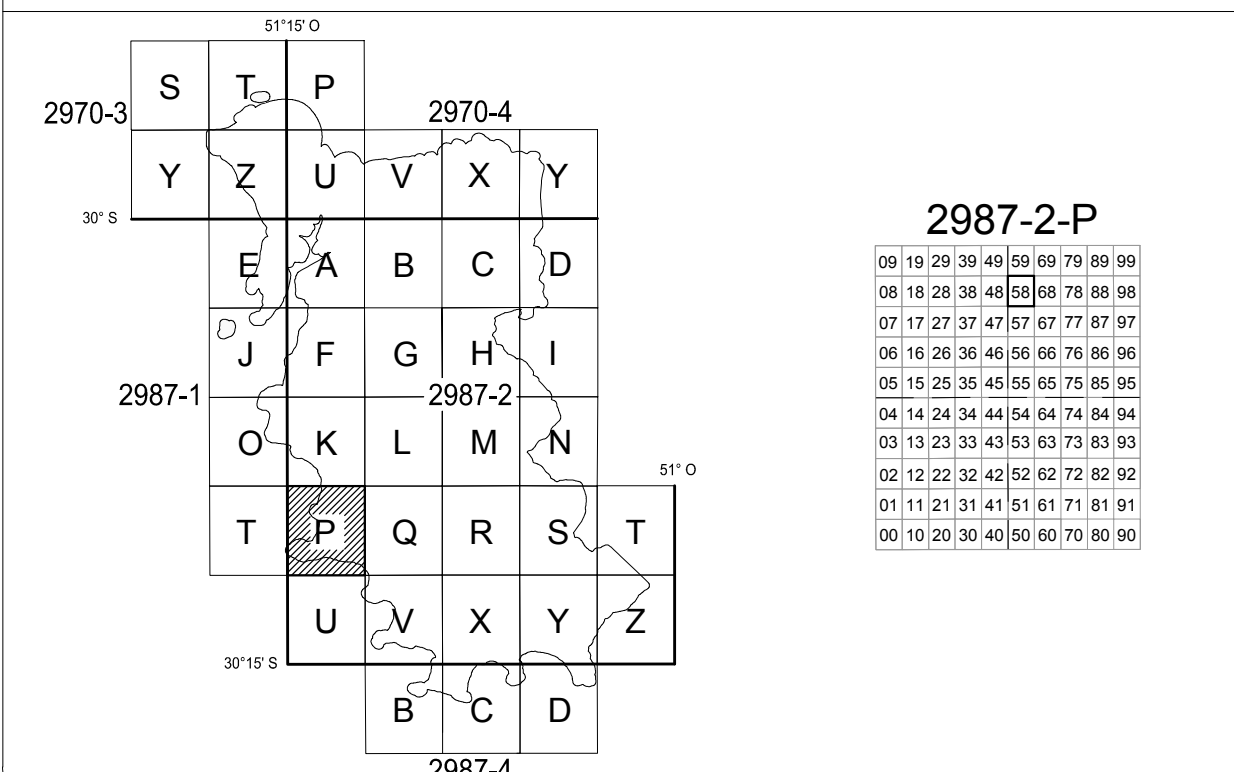 51°15' O
S T P
2970-3 2970-4
Y Z U V X Y
30° S
E A B C D
J F G H I
2987-1 2987-2
O K L M N
51° O
T P Q R S T
U V X Y Z
30°15' S
B C D
2987-4
2987-2-P
09 19 29 39 49 59 69 79 89 99
08 18 28 38 48 58 68 78 88 98
07 17 27 37 47 57 67 77 87 97
06 16 26 36 46 56 66 76 86 96
05 15 25 35 45 55 65 75 85 95
04 14 24 34 44 54 64 74 84 94
03 13 23 33 43 53 63 73 83 93
02 12 22 32 42 52 62 72 82 92
01 11 21 31 41 51 61 71 81 91
00 10 20 30 40 50 60 70 80 90